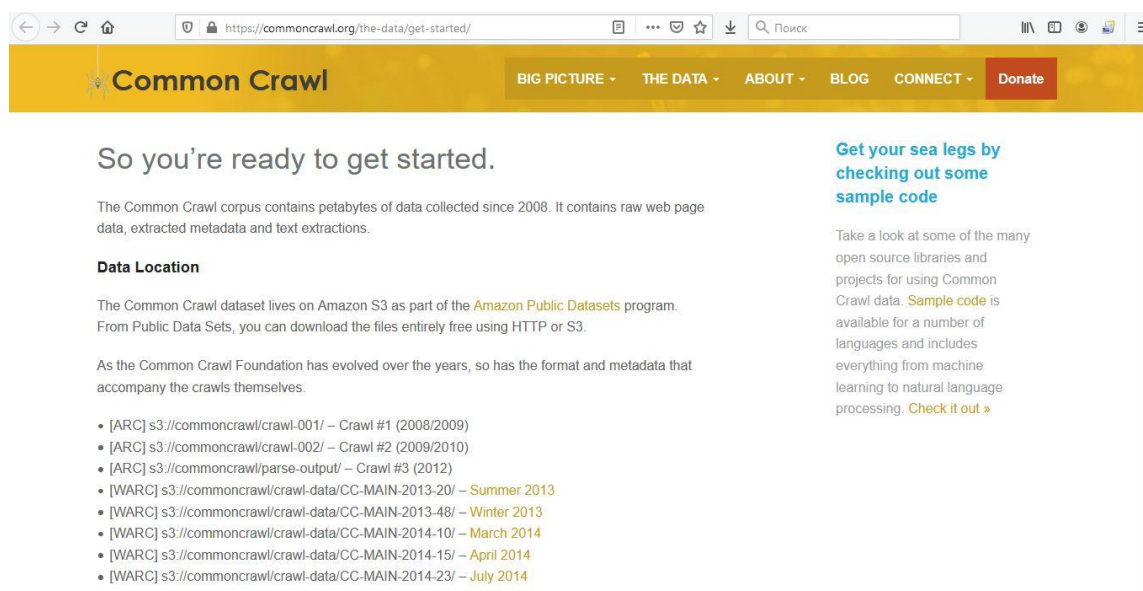 https://commoncrawl.org/the-data/get-started/
Поиск
Common Crawl
BIG PICTURE
THE DATA
ABOUT
BLOG
CONNECT
Donate
So you're ready to get started.
The Common Crawl corpus contains petabytes of data collected since 2008. It contains raw web page
data, extracted metadata and text extractions.
Data Location
The Common Crawl dataset lives on Amazon S3 as part of the Amazon Public Datasets program.
From Public Data Sets, you can download the files entirely free using HTTP or S3.
As the Common Crawl Foundation has evolved over the years, so has the format and metadata that
accompany the crawls themselves.
• [ARC] s3://commoncrawl/crawl-001/ – Crawl #1 (2008/2009)
• [ARC] s3://commoncrawl/crawl-002/ – Crawl #2 (2009/2010)
• [ARC] s3://commoncrawl/parse-output/ – Crawl #3 (2012)
• [WARC] s3://commoncrawl/crawl-data/CC-MAIN-2013-20/ – Summer 2013
• [WARC] s3://commoncrawl/crawl-data/CC-MAIN-2013-48/ – Winter 2013
• [WARC] s3://commoncrawl/crawl-data/CC-MAIN-2014-10/ – March 2014
• [WARC] s3://commoncrawl/crawl-data/CC-MAIN-2014-15/ – April 2014
• [WARC] s3://commoncrawl/crawl-data/CC-MAIN-2014-23/ – July 2014
Get your sea legs by
checking out some
sample code
Take a look at some of the many
open source libraries and
projects for using Common
Crawl data. Sample code is
available for a number of
languages and includes
everything from machine
learning to natural language
processing. Check it out »